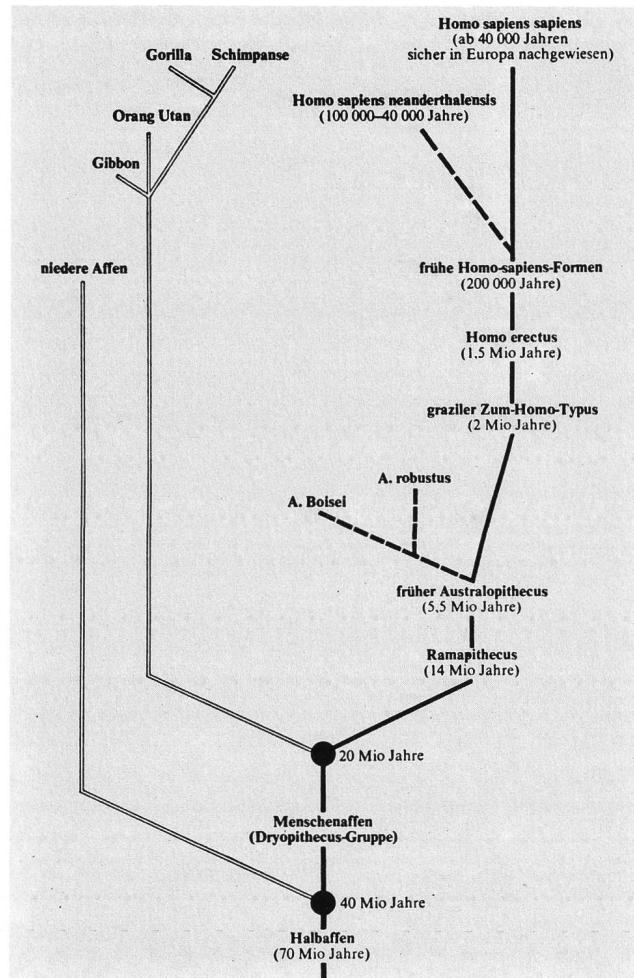 Homo sapiens sapiens
(ab 40 000 Jahren
sicher in Europa nachgewiesen)
Gorilla
Schimpanse
Homo sapiens neanderthalensis
(100 000–40 000 Jahre)
Orang Utan
Gibbon
niedere Affen
frühe Homo-sapiens-Formen
(200 000 Jahre)
Homo erectus
(1,5 Mio Jahre)
graziler Zum-Homo-Typus
(2 Mio Jahre)
A. robustus
A. Boisei
früher Australopithecus
(5,5 Mio Jahre)
Ramapithecus
(14 Mio Jahre)
20 Mio Jahre
Menschenaffen
(Dryopithecus-Gruppe)
40 Mio Jahre
Halbaffen
(70 Mio Jahre)